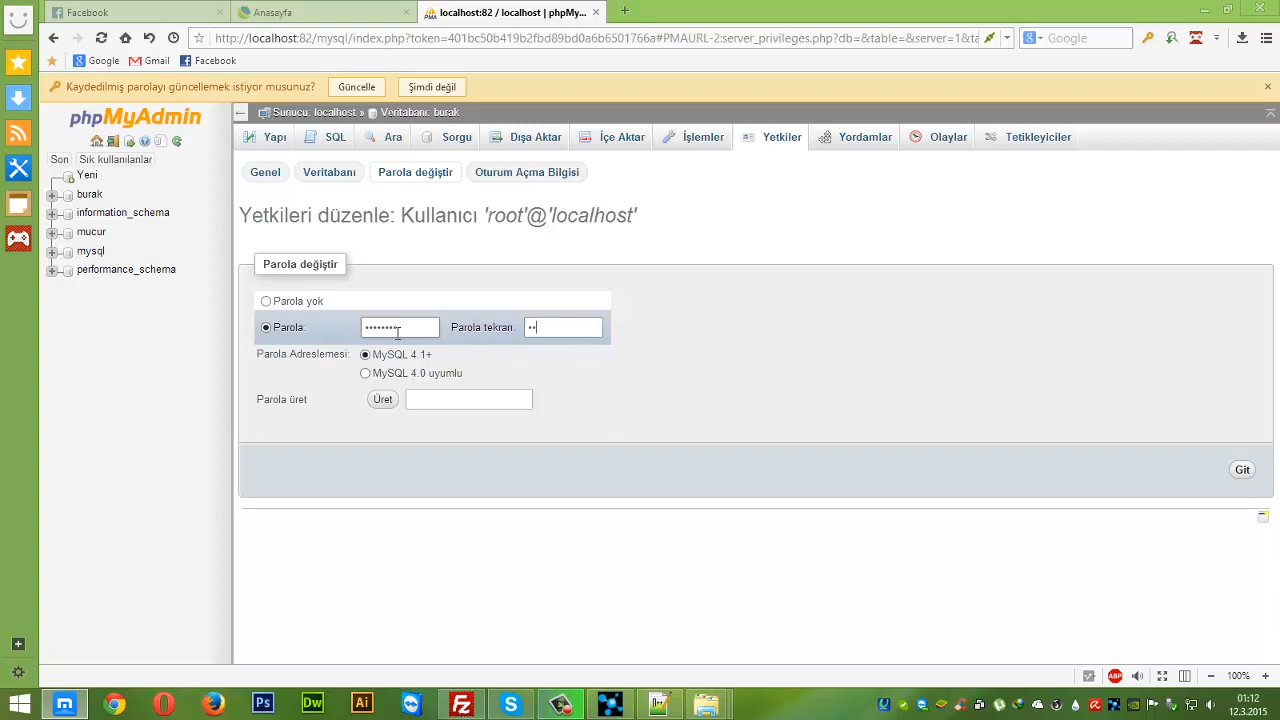 Facebook
Anasayfa
localhost:82 / localhost | phpMy...
http://localhost:82/mysql/index.php?token=401bc50b419b2fbd89bd0a6b6501766a#PMAURL-2:server_privileges.php?db=&table=&server=1&ta
Google
Google
Gmail
Facebook
Kaydedilmiş parolayı güncellemek istiyor musunuz?
Güncelle
Şimdi değil
phpMyAdmin
Son
Sık kullanılanlar
Yeni
burak
information_schema
mucur
mysql
performance_schema
Sunucu: localhost »
Veritabanı: burak
Yapı
SQL
Ara
Sorgu
Dışa Aktar
İçe Aktar
İşlemler
Yetkiler
Yordamlar
Olaylar
Tetikleyiciler
Genel
Veritabanı
Parola değiştir
Oturum Açma Bilgisi
Yetkileri düzenle: Kullanıcı 'root'@'localhost'
Parola değiştir
Parola yok
Parola:
Parola tekrarı:
Parola Adreslemesi:
MySQL 4.1+
MySQL 4.0 uyumlu
Parola üret
Üret
Git
ABP
100%
Ps
Dw
Ai
Fz
01:12
12.3.2015